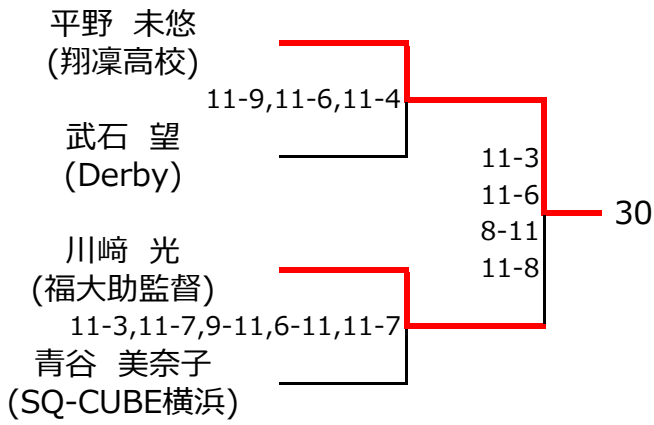 平野 未悠
(翔凜高校)
11-9,11-6,11-4
武石 望
(Derby)
11-3
11-6
8-11
11-8
30
川﨑 光
(福大助監督)
11-3,11-7,9-11,6-11,11-7
青谷 美奈子
(SQ-CUBE横浜)